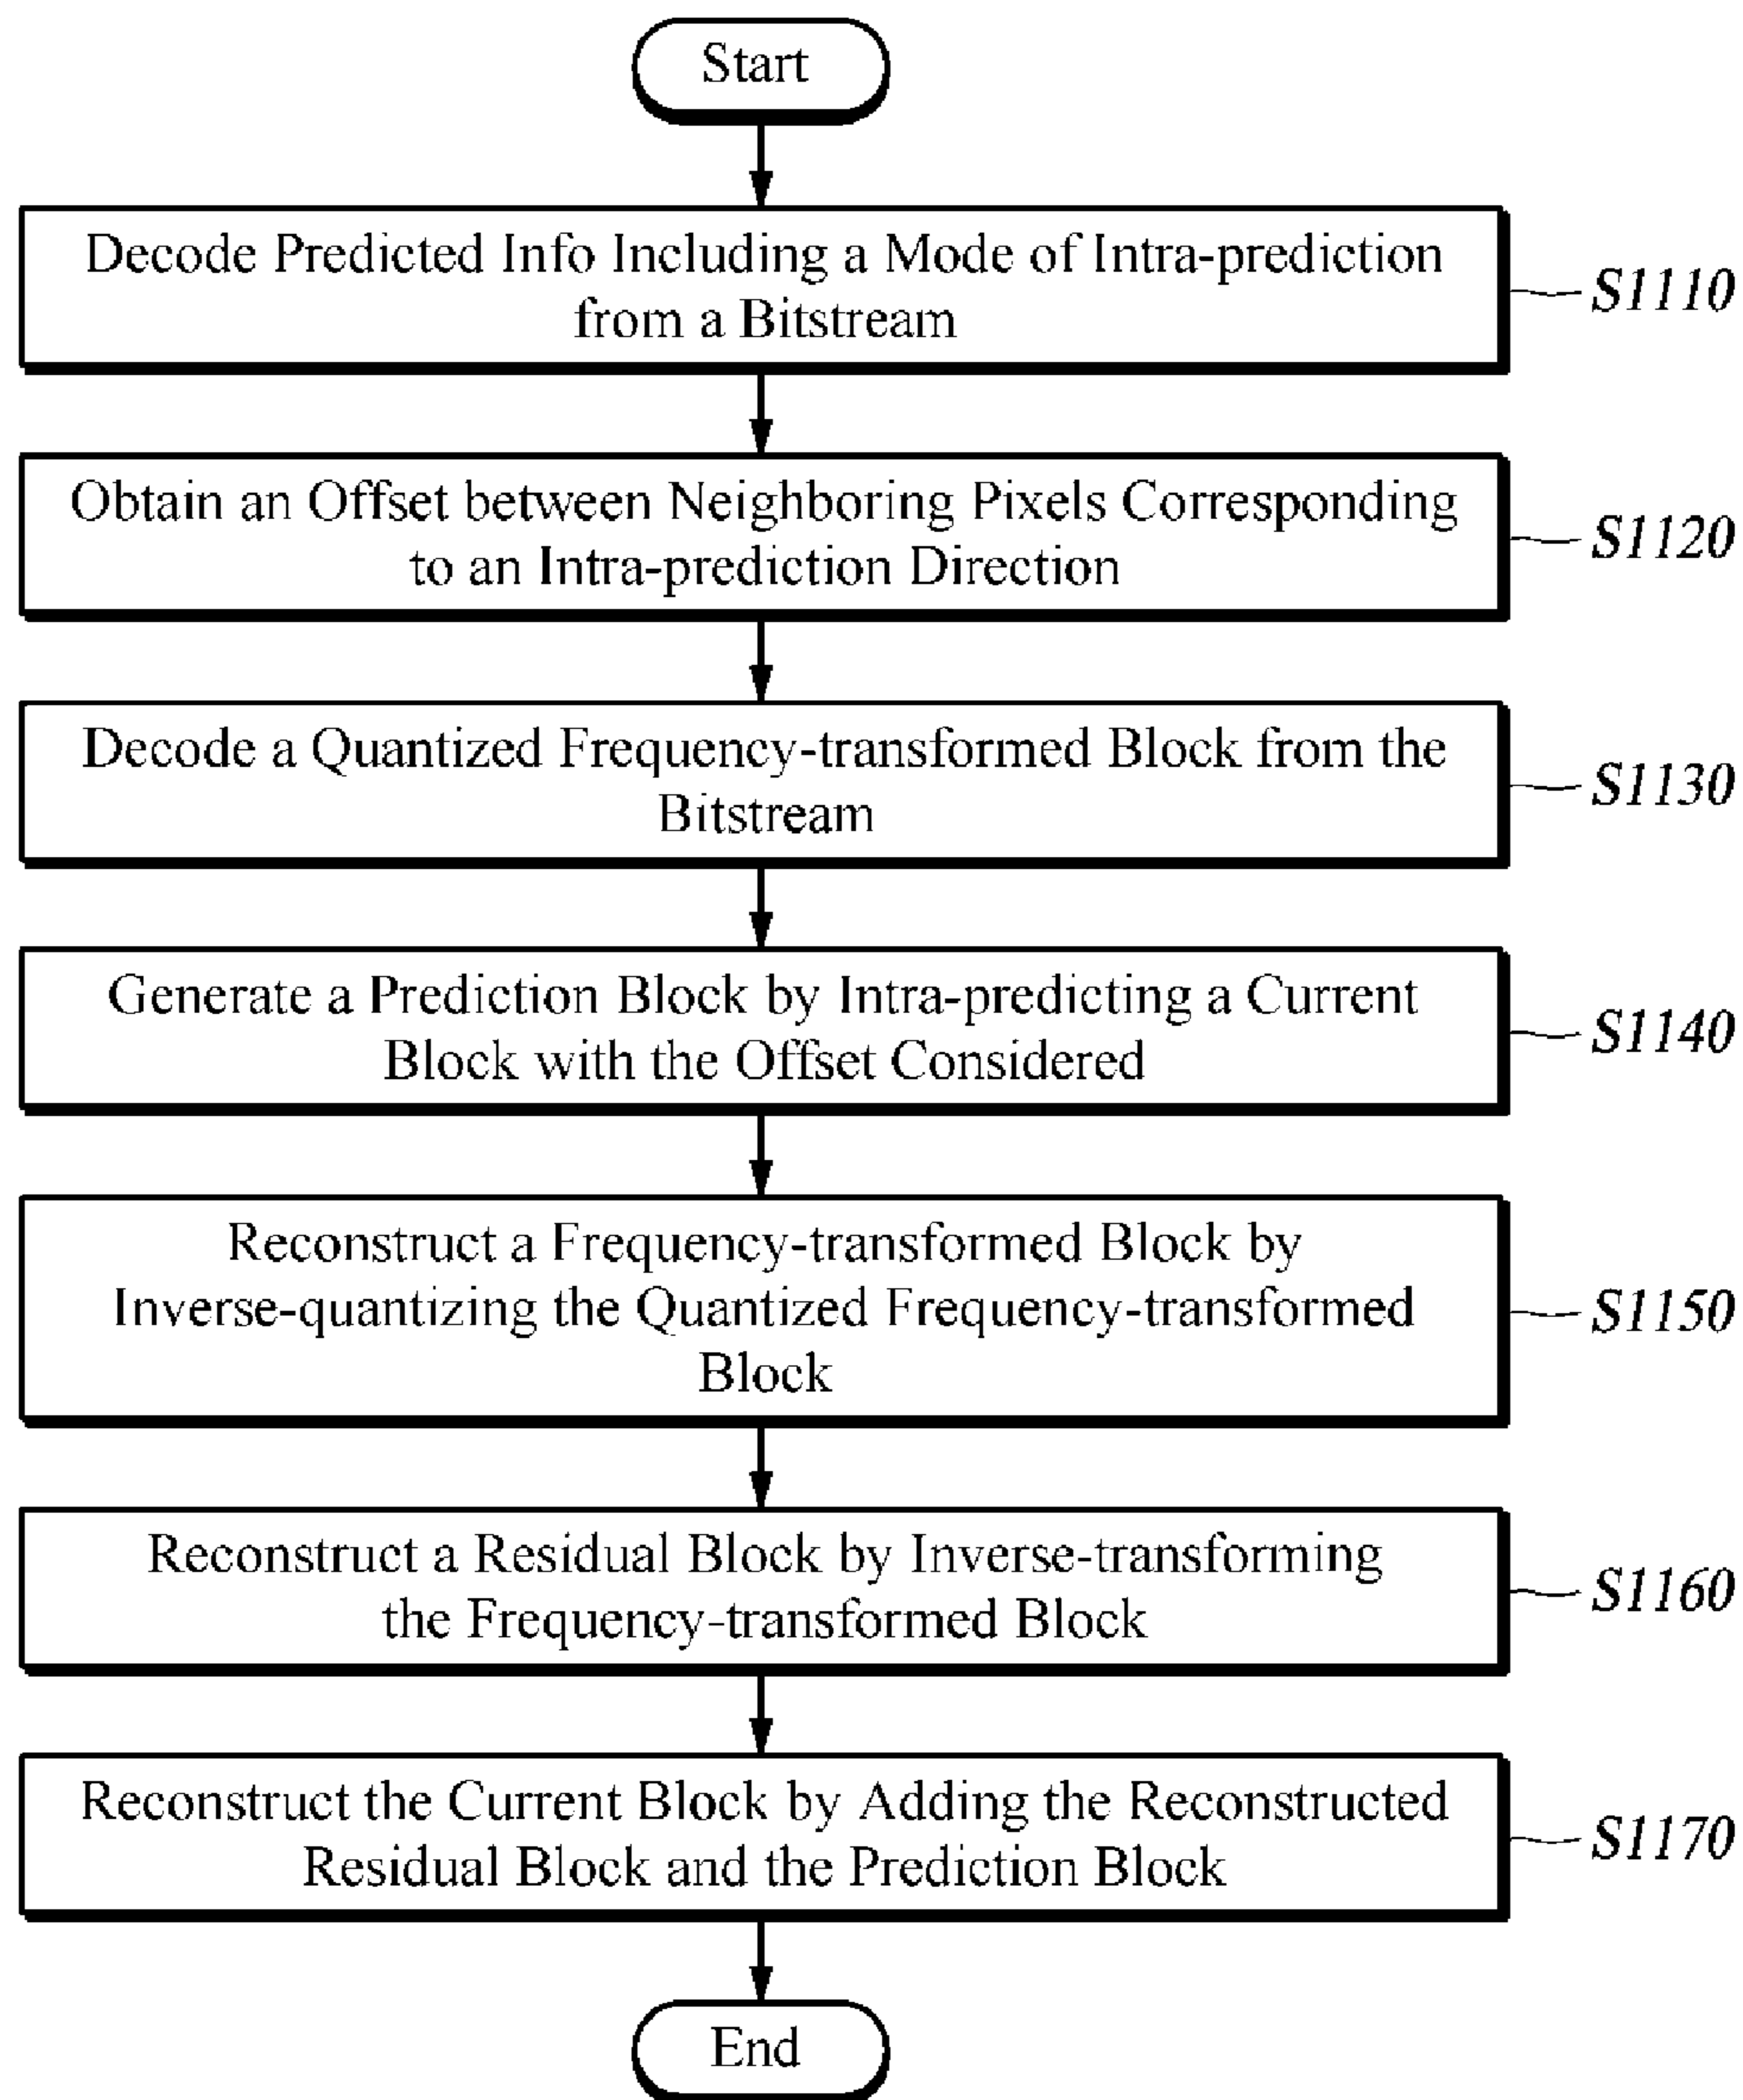 Start
Decode Predicted Info Including a Mode of Intra-prediction
from a Bitstream
S1110
Obtain an Offset between Neighboring Pixels Corresponding
to an Intra-prediction Direction
S1120
Decode a Quantized Frequency-transformed Block from the
Bitstream
S1130
Generate a Prediction Block by Intra-predicting a Current
Block with the Offset Considered
S1140
Reconstruct a Frequency-transformed Block by
Inverse-quantizing the Quantized Frequency-transformed
Block
S1150
Reconstruct a Residual Block by Inverse-transforming
the Frequency-transformed Block
S1160
Reconstruct the Current Block by Adding the Reconstructed
Residual Block and the Prediction Block
S1170
End